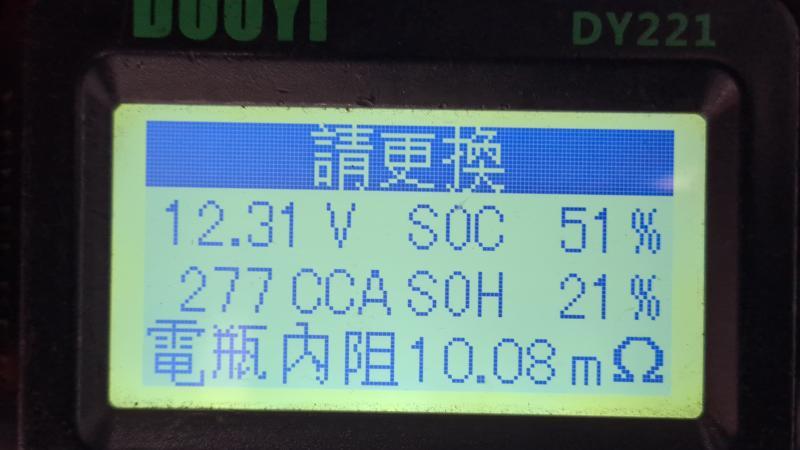 DOUYI
DY221
請更換
12.31 V SOC 51 %
277 CCA SOH 21 %
電瓶內阻10.08 mΩ